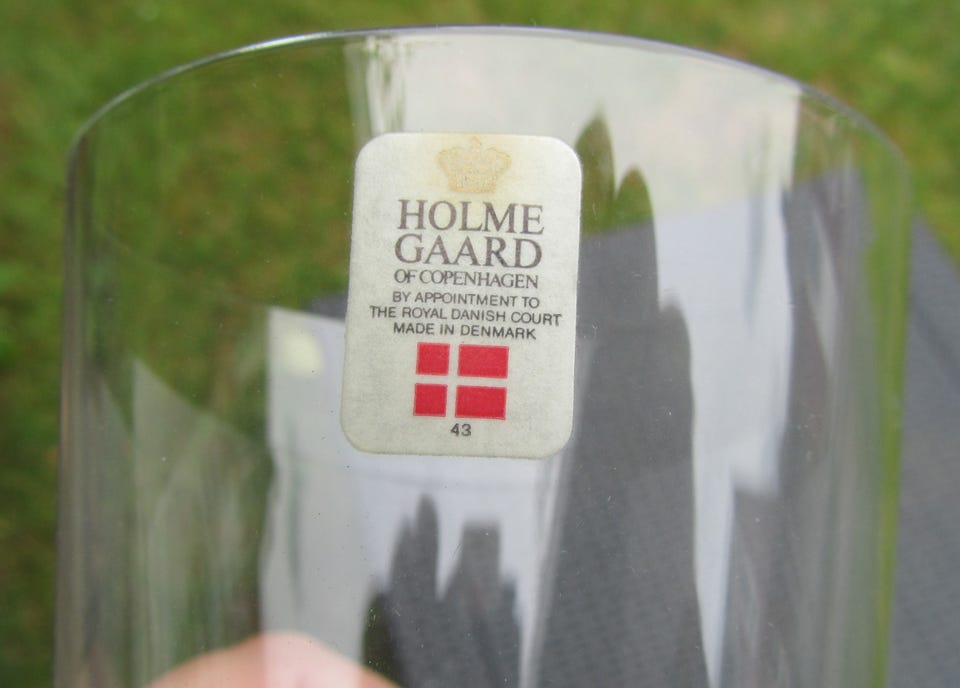 HOLME
GAARD
OF COPENHAGEN
BY APPOINTMENT TO
THE ROYAL DANISH COURT
MADE IN DENMARK
43